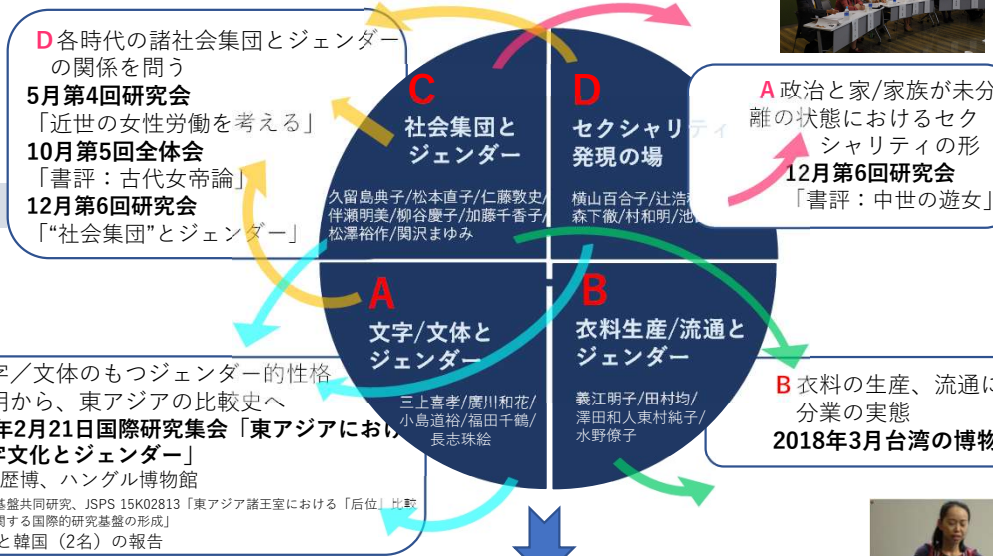 D 各時代の諸社会集団とジェンダー
の関係を問う
5月第4回研究会
「近世の女性労働を考える」
10月第5回全体会
「書評：古代女帝論」
12月第6回研究会
「“社会集団”とジェンダー」
C
社会集団と
ジェンダー
久留島典子/松本直子/仁藤敦史/
伴瀬明美/柳谷慶子/加藤千香子/
松澤裕作/関沢まゆみ
D
セクシャリティ
発現の場
横山百合子/辻浩
森下徹/村和明/池
A 政治と家/家族が未分
離の状態におけるセク
シャリティの形
12月第6回研究会
「書評：中世の遊女」
A
文字/文体と
ジェンダー
三上喜孝/廣川和花/
小島道裕/福田千鶴/
長志珠絵
B
衣料生産/流通と
ジェンダー
義江明子/田村均/
澤田和人東村純子/
水野僚子
字／文体のもつジェンダー的性格
明から、東アジアの比較史へ
年2月21日国際研究集会「東アジアにおけ
字文化とジェンダー」
歴博、ハングル博物館
基盤共同研究、JSPS 15K02813「東アジア諸王室における「后位」比較
関する国際的研究基盤の形成」
と韓国（2名）の報告
B 衣料の生産、流通に
分業の実態
2018年3月台湾の博物